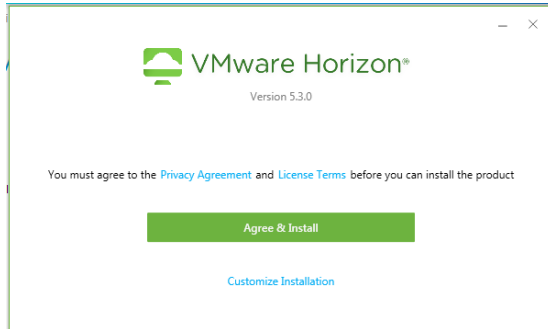 VMware Horizon®
Version 5.3.0
You must agree to the Privacy Agreement and License Terms before you can install the product
Agree & Install
Customize Installation